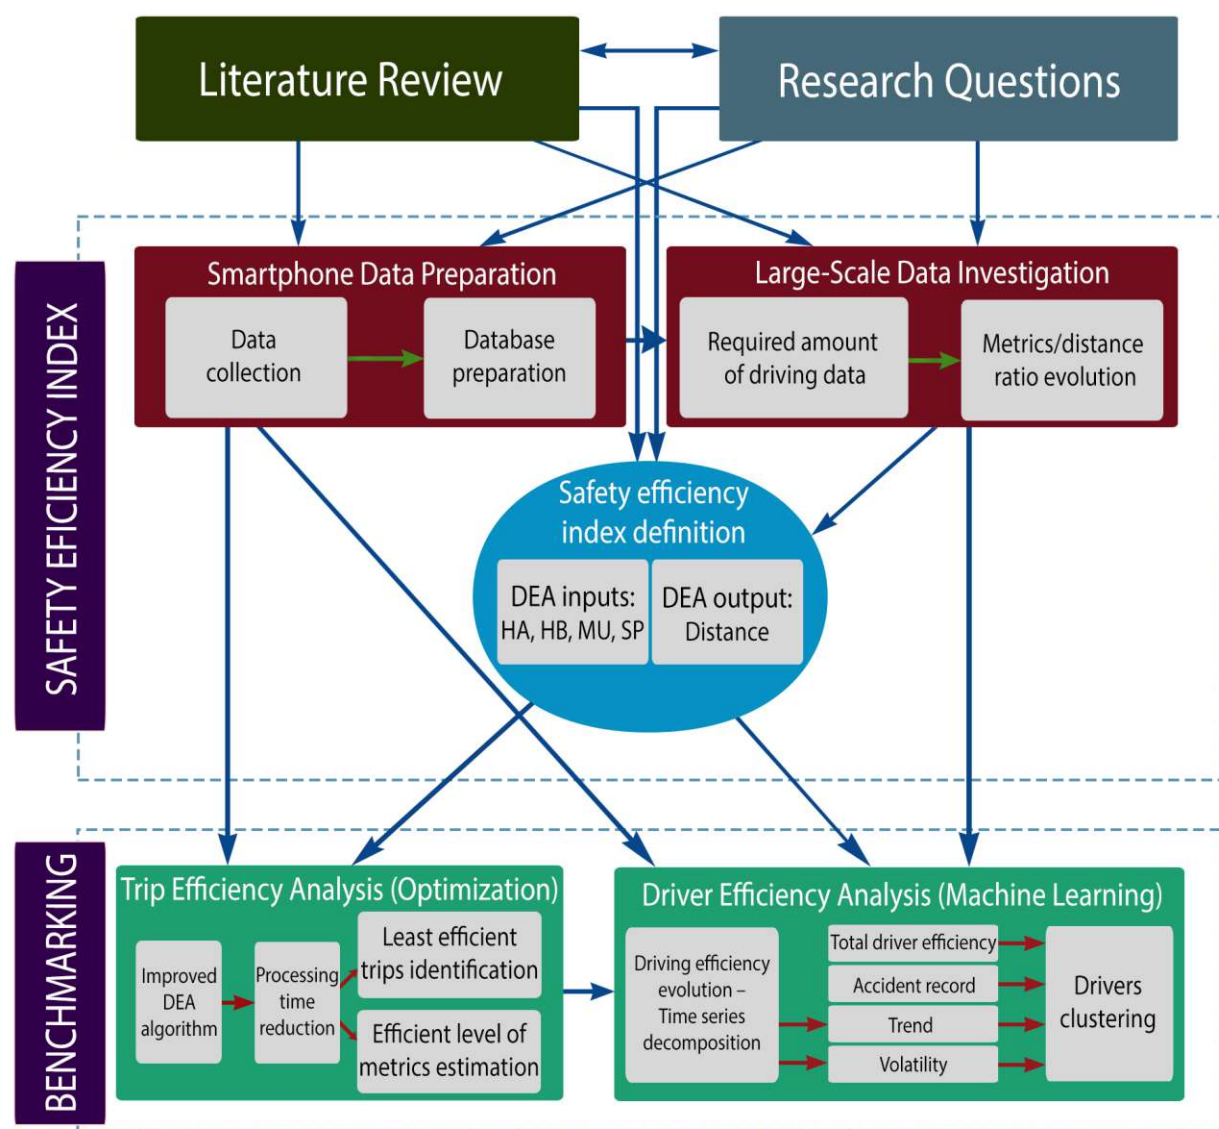 Literature Review
Research Questions
SAFETY EFICIENCY INDEX
Smartphone Data Preparation
Data
collection
Database
preparation
Large-Scale Data Investigation
Required amount
of driving data
Metrics/distance
ratio evolution
Safety efficiency
index definition
DEA inputs:
HA, HB, MU, SP
DEA output:
Distance
BENCHMARKING
Trip Efficiency Analysis (Optimization)
Improved
DEA
algorithm
Processing
time
reduction
Least efficient
trips identification
Efficient level of
metrics estimation
Driver Efficiency Analysis (Machine Learning)
Driving efficiency
evolution –
Time series
decomposition
Total driver efficiency
Accident record
Trend
Volatility
Drivers
clustering